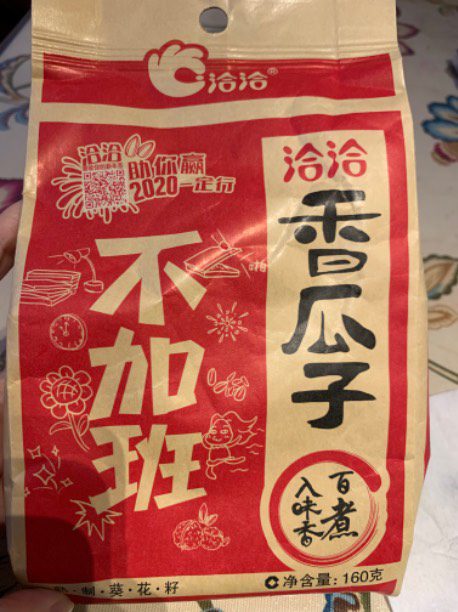 洽洽®
洽洽
助你赢
2020一定行
不加班
洽洽
香瓜子
百煮
入味香
制·葵·花·籽
净含量：160克